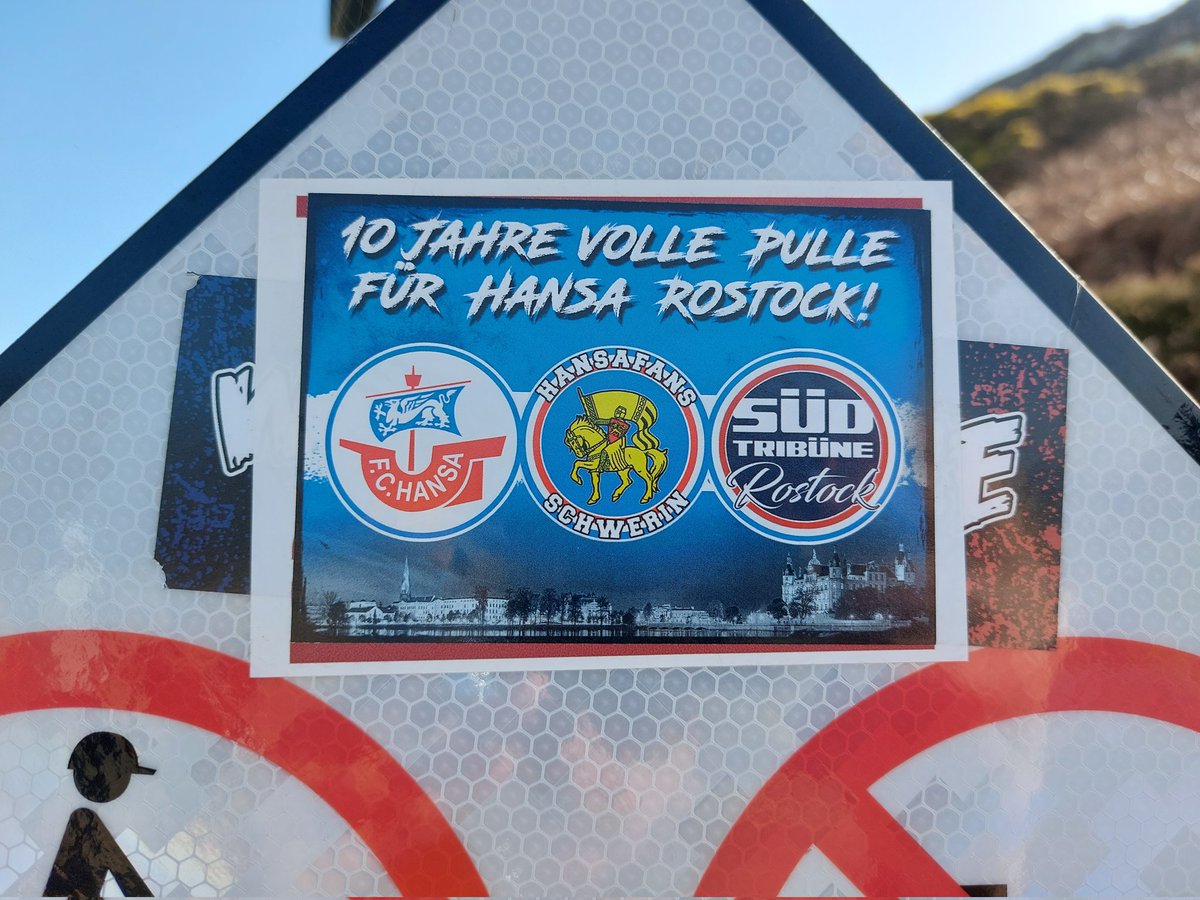 10 JAHRE VOLLE PULLE
FÜR HANSA ROSTOCK!
F.C. HANSA
HANSAFANS
SCHWERIN
SÜD
TRIBÜNE
Rostock